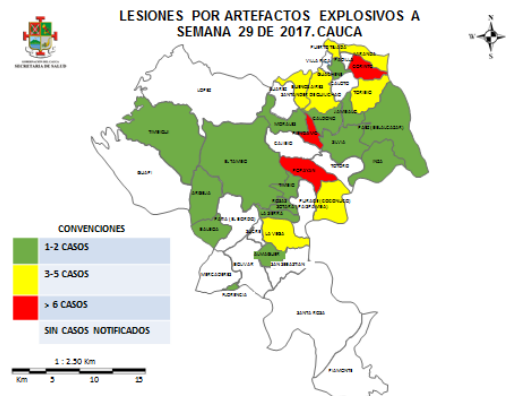 LESIONES POR ARTEFACTOS EXPLOSIVOS A
SEMANA 29 DE 2017.CAUCA
GOBERNACIÓN DEL CAUCA
SECRETARIA DE SALUD
N
W
E
S
PUERTO TEJADA
VILLA RICA
PADILLA
MIRANDA
GUACHENE
CORINTO
CALOTO
TORIBIO
SUAREZ
BUENOS AIRES
SANTANDER DE QUILICHAO
JAMBALO
LOPEZ
MORALES
CALDONO
PAEZ (BELALCAZAR)
TIMBIQUI
PIENDAMO
SILVIA
CAJIBIO
EL TAMBO
TOTORO
INZA
GUAPI
POPAYAN
TIMBIO
PURACE (COCONUCO)
ARGELIA
ROSAS
SOTARA (PAISPAMBA)
PATIA (EL BORDO)
LA SIERRA
BALBOA
SUCRE
LA VEGA
ALMAGUER
BOLIVAR
SAN SEBASTIAN
MERCADERES
FLORENCIA
SANTA ROSA
PIAMONTE
CONVENCIONES
1-2 CASOS
3-5 CASOS
> 6 CASOS
SIN CASOS NOTIFICADOS
1 : 2.50 Km
Km 5 10 15